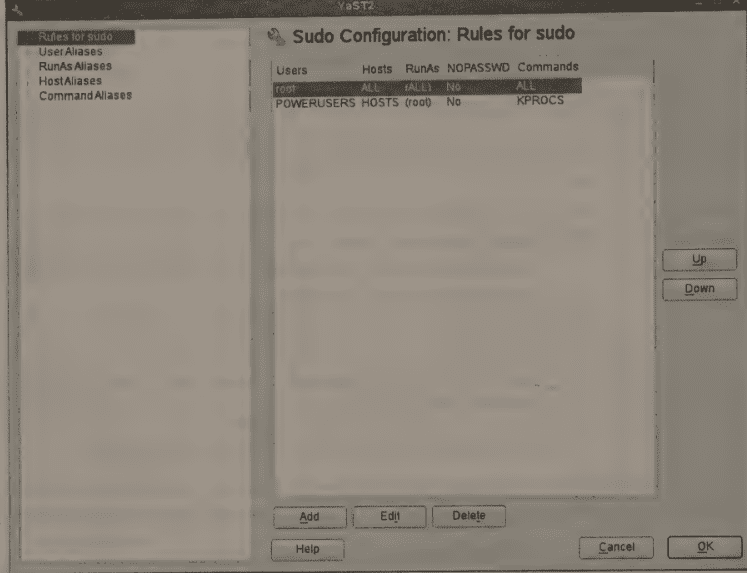 YaST2
Rules for sudo
User Aliases
RunAs Aliases
Host Aliases
Command Aliases
Sudo Configuration: Rules for sudo
Users Hosts RunAs NOPASSWD Commands
root ALL (ALL) No ALL
POWERUSERS HOSTS (root) No KPROCS
Up
Down
Add Edit Delete
Help Cancel OK